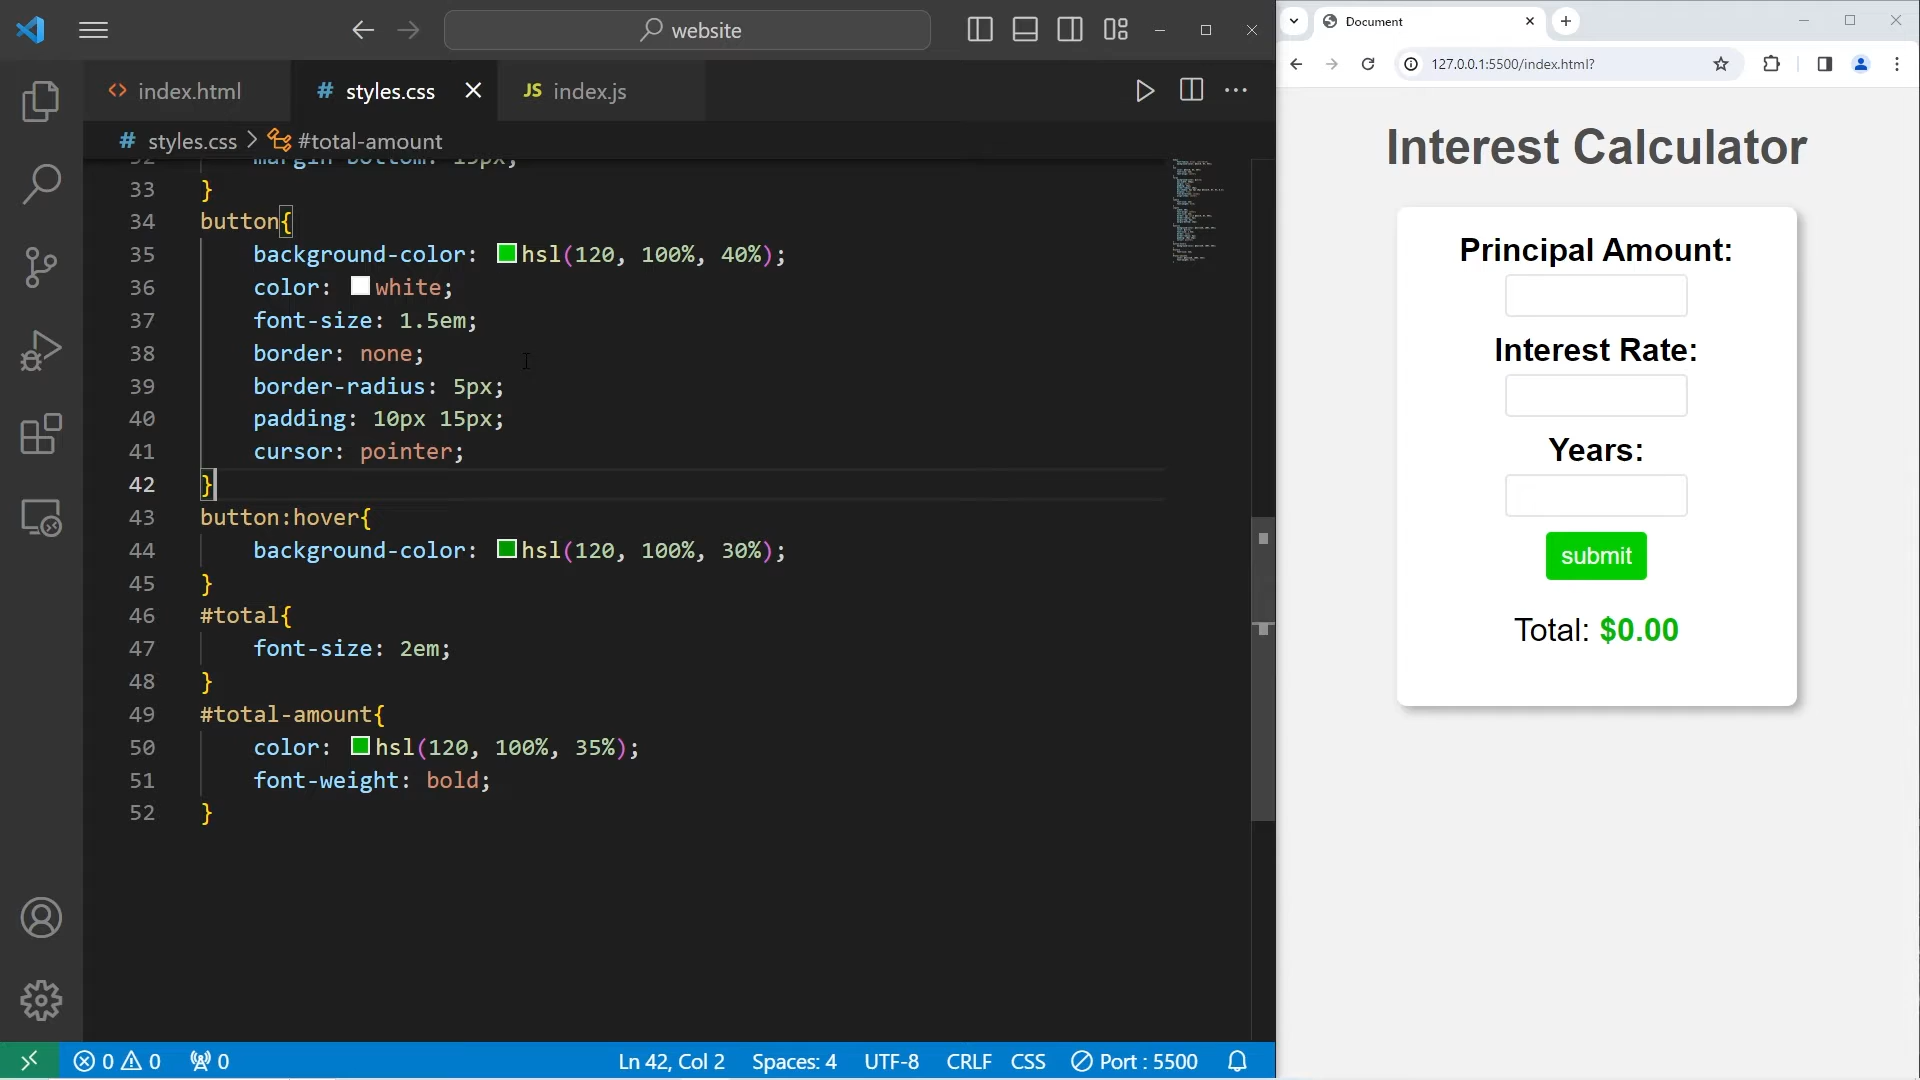 website
index.html
# styles.css
JS index.js
# styles.css > #total-amount
32 margin-bottom: 15px;
33 }
34 button{
35 background-color: hsl(120, 100%, 40%);
36 color: white;
37 font-size: 1.5em;
38 border: none;
39 border-radius: 5px;
40 padding: 10px 15px;
41 cursor: pointer;
42 }
43 button:hover{
44 background-color: hsl(120, 100%, 30%);
45 }
46 #total{
47 font-size: 2em;
48 }
49 #total-amount{
50 color: hsl(120, 100%, 35%);
51 font-weight: bold;
52 }
0 0 0
Ln 42, Col 2
Spaces: 4
UTF-8
CRLF
CSS
Port : 5500
Document
127.0.0.1:5500/index.html?
Interest Calculator
Principal Amount:
Interest Rate:
Years:
submit
Total: $0.00